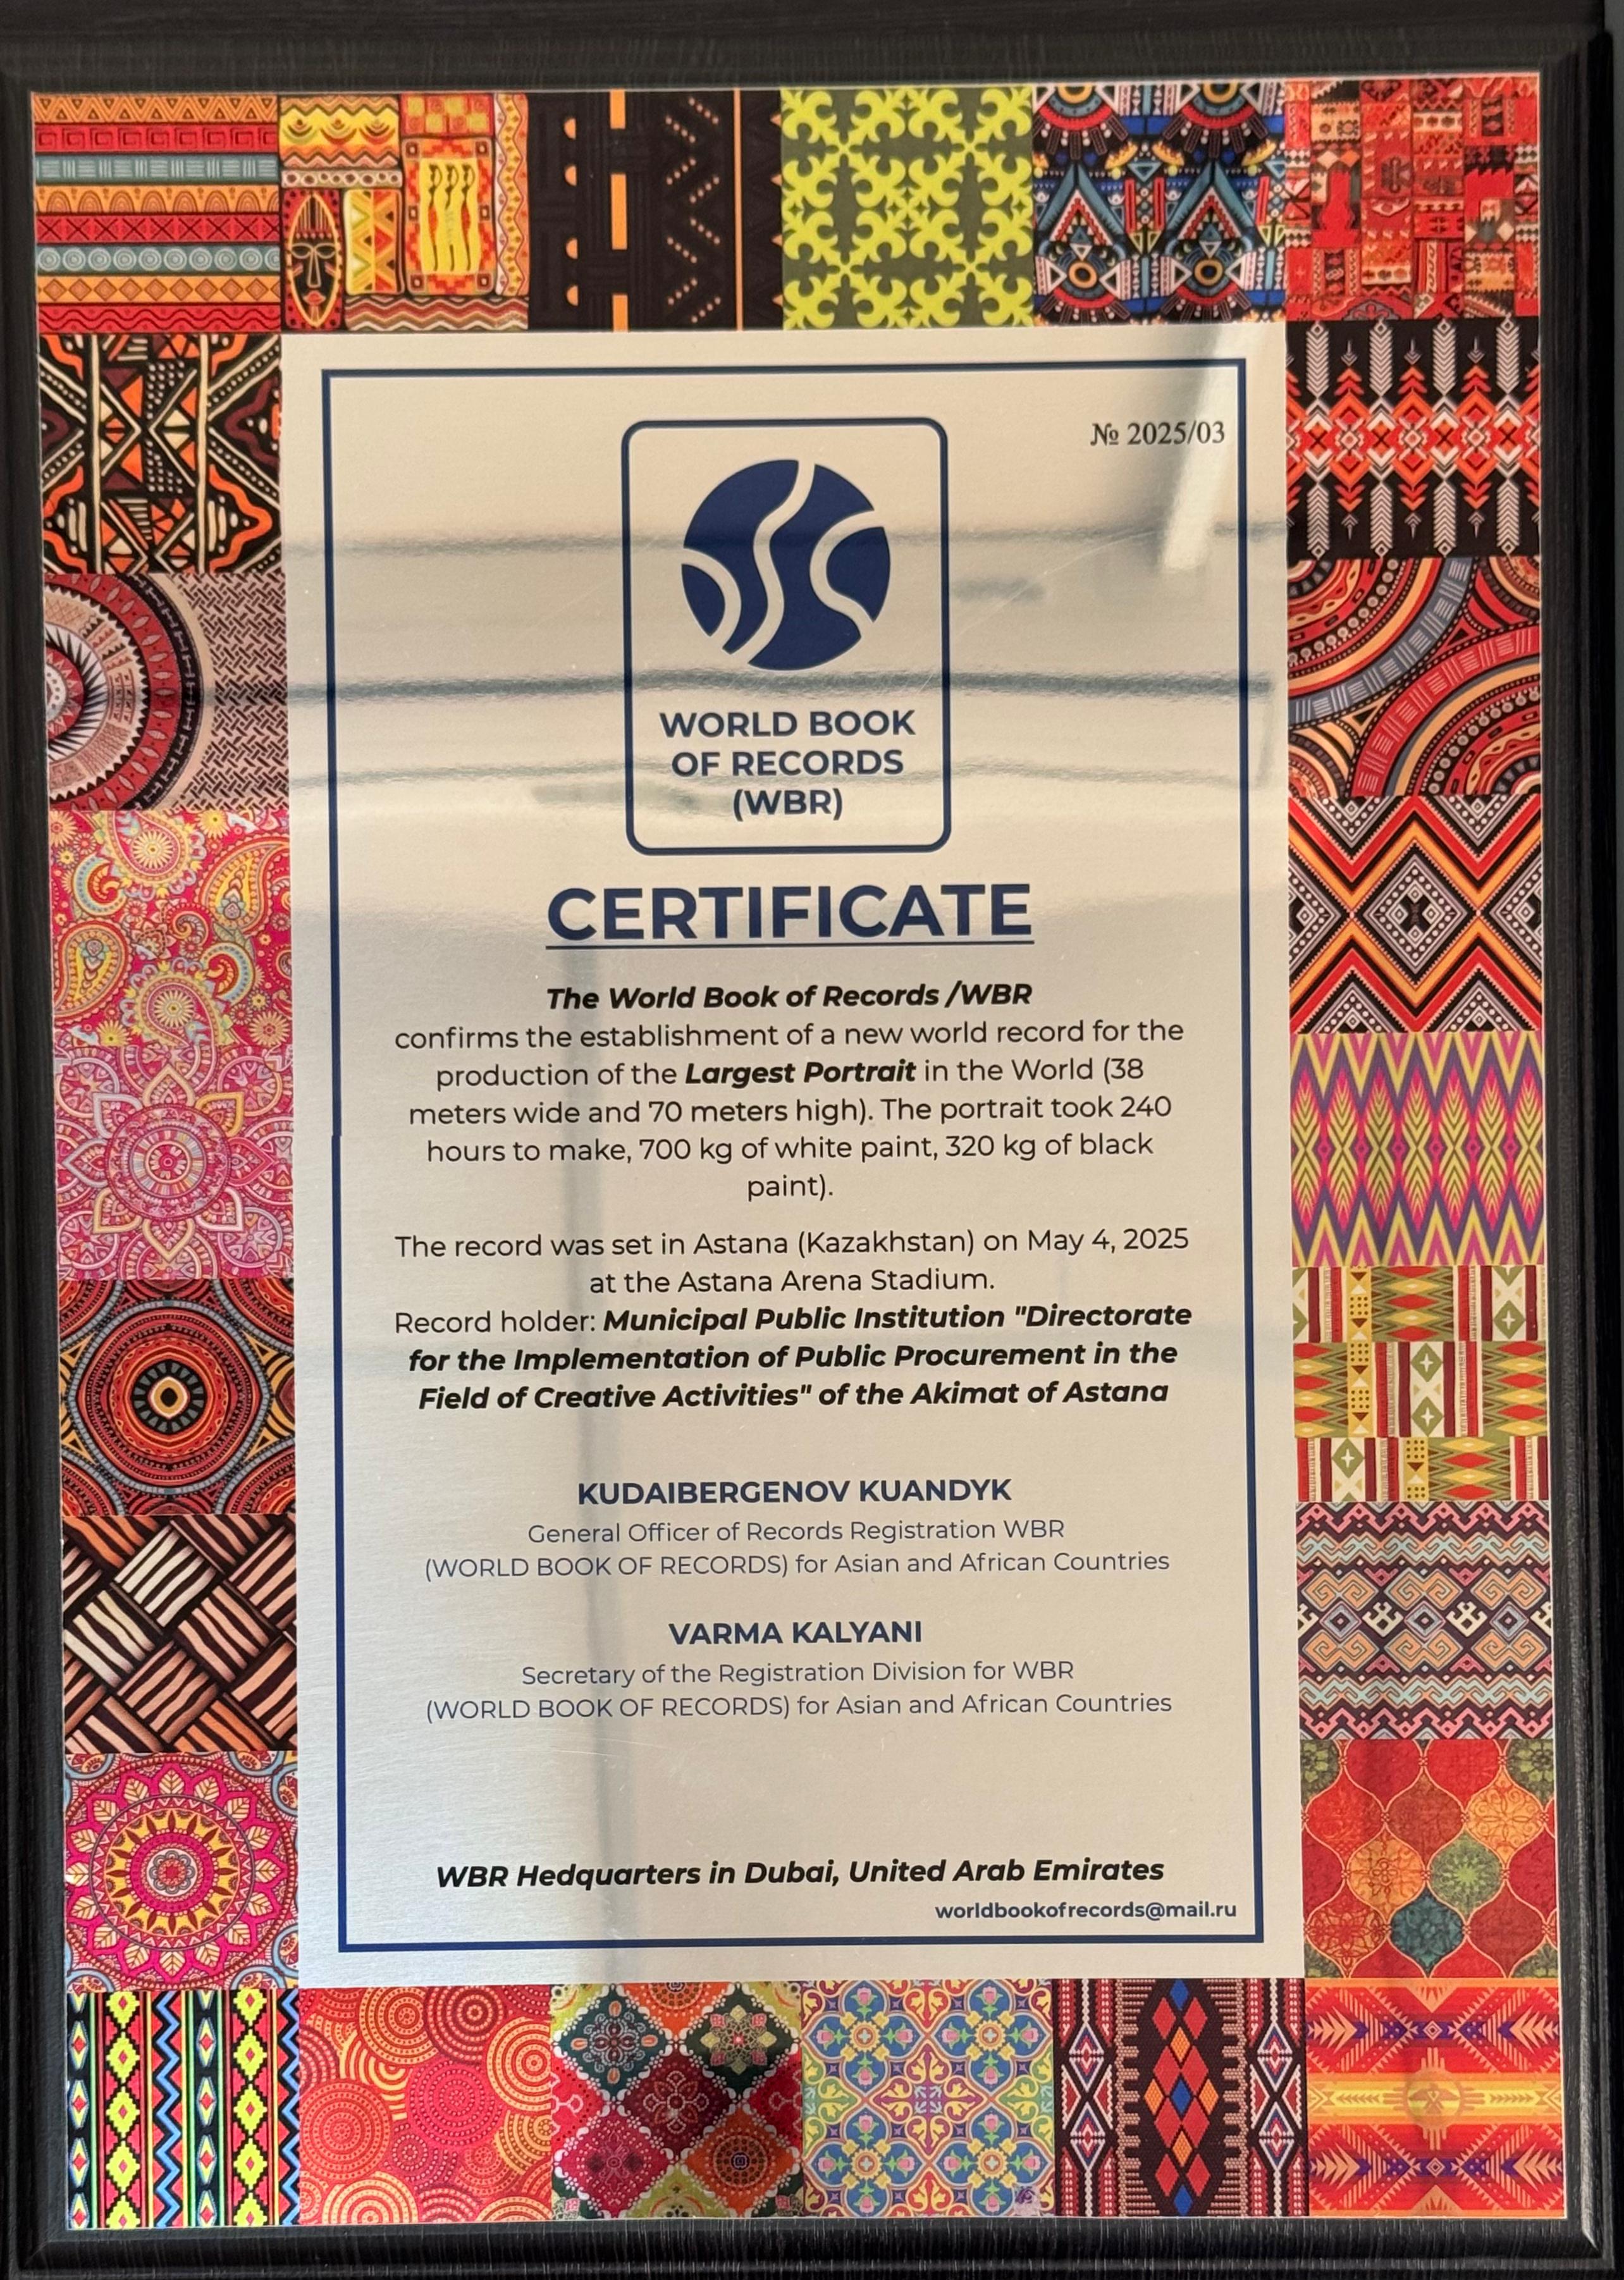 № 2025/03
WORLD BOOK
OF RECORDS
(WBR)
CERTIFICATE
The World Book of Records /WBR
confirms the establishment of a new world record for the
production of the Largest Portrait in the World (38
meters wide and 70 meters high). The portrait took 240
hours to make, 700 kg of white paint, 320 kg of black
paint).
The record was set in Astana (Kazakhstan) on May 4, 2025
at the Astana Arena Stadium.
Record holder: Municipal Public Institution "Directorate
for the Implementation of Public Procurement in the
Field of Creative Activities" of the Akimat of Astana
KUDAIBERGENOV KUANDYK
General Officer of Records Registration WBR
(WORLD BOOK OF RECORDS) for Asian and African Countries
VARMA KALYANI
Secretary of the Registration Division for WBR
(WORLD BOOK OF RECORDS) for Asian and African Countries
WBR Hedquarters in Dubai, United Arab Emirates
worldbookofrecords@mail.ru